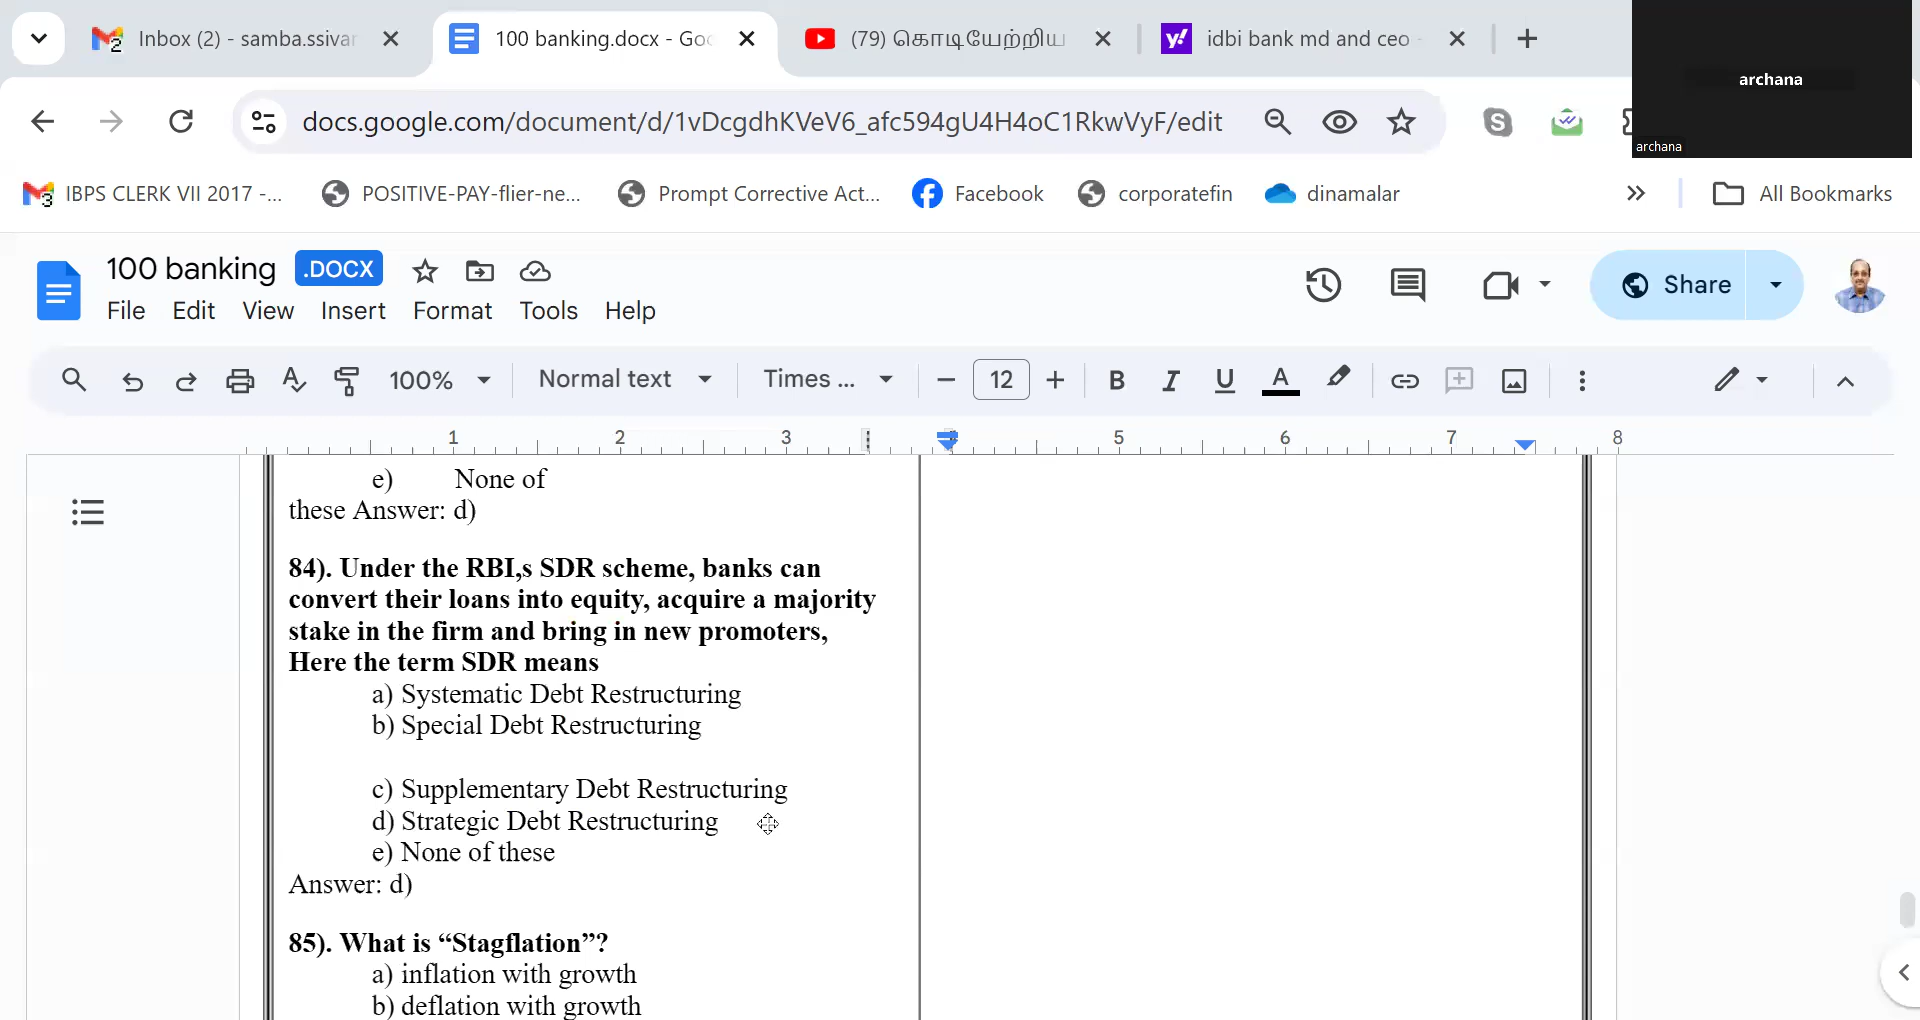 Inbox (2) - samba.ssivar
100 banking.docx - Goo
(79) கொடியேற்றிய
idbi bank md and ceo -
archana
archana
docs.google.com/document/d/1vDcgdhKVeV6_afc594gU4H4oC1RkwVyF/edit
IBPS CLERK VII 2017 -...
POSITIVE-PAY-flier-ne...
Prompt Corrective Act...
Facebook
corporatefin
dinamalar
All Bookmarks
100 banking
.DOCX
File Edit View Insert Format Tools Help
Share
100%
Normal text
Times ...
12
B I U A
1 2 3 5 6 7 8
e) None of
these Answer: d)
84). Under the RBI,s SDR scheme, banks can
convert their loans into equity, acquire a majority
stake in the firm and bring in new promoters,
Here the term SDR means
a) Systematic Debt Restructuring
b) Special Debt Restructuring
c) Supplementary Debt Restructuring
d) Strategic Debt Restructuring
e) None of these
Answer: d)
85). What is “Stagflation”?
a) inflation with growth
b) deflation with growth